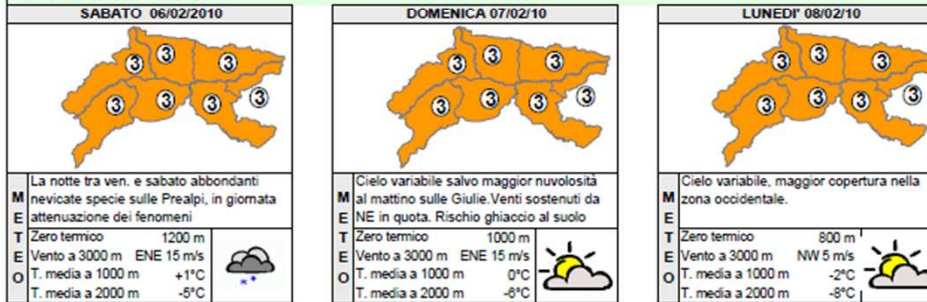 SABATO 06/02/2010
3 3 3
3 3 3 3
METEO
La notte tra ven. e sabato abbondanti
nevicate specie sulle Prealpi, in giornata
attenuazione dei fenomeni
Zero termico 1200 m
Vento a 3000 m ENE 15 m/s
T. media a 1000 m +1°C
T. media a 2000 m -5°C
DOMENICA 07/02/10
3 3 3
3 3 3 3
METEO
Cielo variabile salvo maggior nuvolosità
al mattino sulle Giulie.Venti sostenuti da
NE in quota. Rischio ghiaccio al suolo
Zero termico 1000 m
Vento a 3000 m ENE 15 m/s
T. media a 1000 m 0°C
T. media a 2000 m -6°C
LUNEDI' 08/02/10
3 3 3
3 3 3 3
METEO
Cielo variabile, maggior copertura nella
zona occidentale.
Zero termico 800 m
Vento a 3000 m NW 5 m/s
T. media a 1000 m -2°C
T. media a 2000 m -8°C